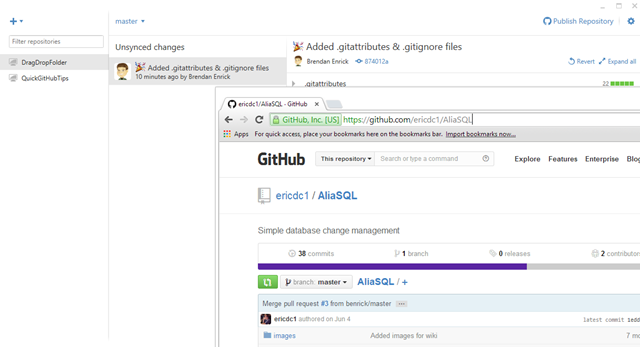 master
Publish Repository
Filter repositories
DragDropFolder
QuickGitHubTips
Unsynced changes
Added .gitattributes & .gitignore files
10 minutes ago by Brendan Enrick
Added .gitattributes & .gitignore files
Brendan Enrick 874012a Revert Expand all
.gitattributes 22
ericdc1/AliaSQL - GitHub
GitHub, Inc. [US] https://github.com/ericdc1/AliaSQL
Apps For quick access, place your bookmarks here on the bookmarks bar. Import bookmarks now...
GitHub This repository Search or type a command Explore Features Enterprise Blog
ericdc1 / AliaSQL
Simple database change management
38 commits 1 branch 0 releases 2 contributors
branch: master AliaSQL / +
Merge pull request #3 from benrick/master
ericdc1 authored on Jun 4 latest commit
images Added images for wiki 7 mo